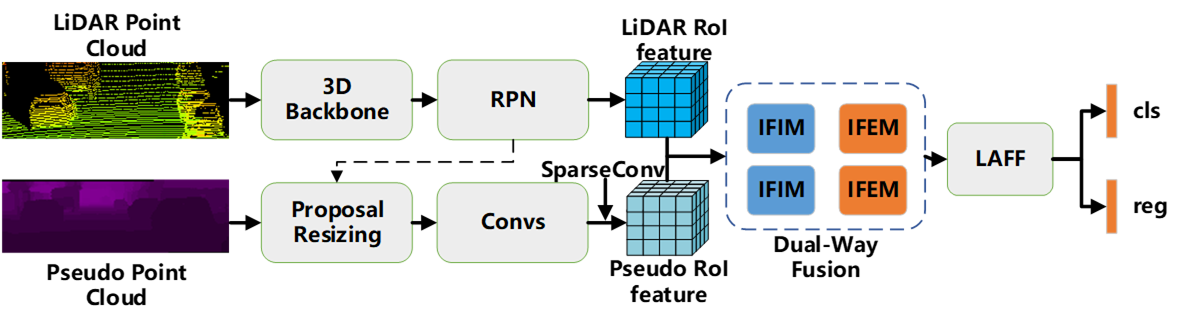 LiDAR Point
Cloud
3D
Backbone
RPN
LiDAR RoI
feature
IFIM
IFEM
IFIM
IFEM
Dual-Way
Fusion
LAFF
cls
reg
SparseConv
Proposal
Resizing
Convs
Pseudo RoI
feature
Pseudo Point
Cloud